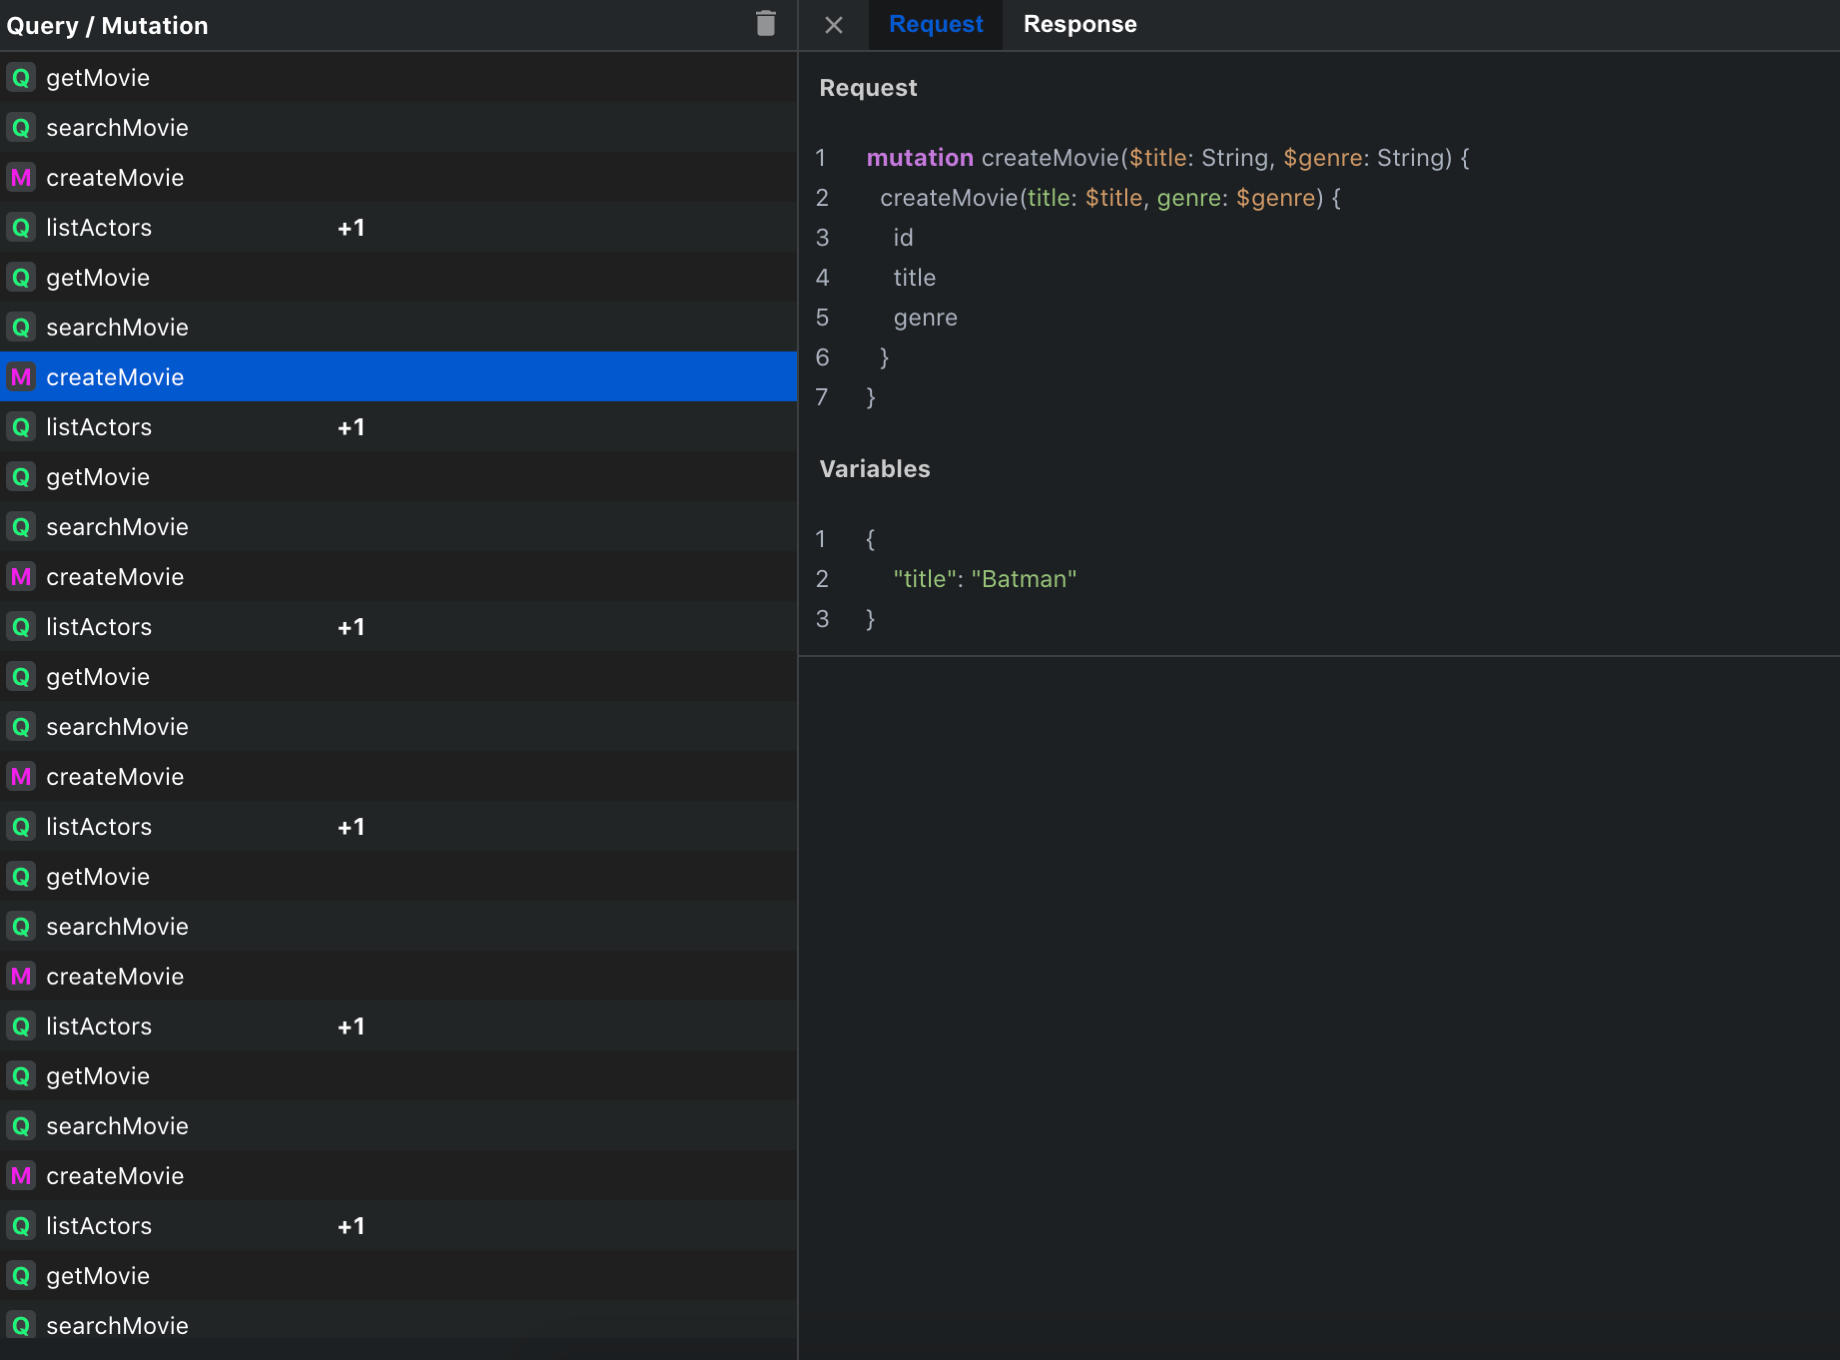 Query / Mutation
Q getMovie
Q searchMovie
M createMovie
Q listActors +1
Q getMovie
Q searchMovie
M createMovie
Q listActors +1
Q getMovie
Q searchMovie
M createMovie
Q listActors +1
Q getMovie
Q searchMovie
M createMovie
Q listActors +1
Q getMovie
Q searchMovie
M createMovie
Q listActors +1
Q getMovie
Q searchMovie
M createMovie
Q listActors +1
Q getMovie
Q searchMovie
Request Response
Request
1 mutation createMovie($title: String, $genre: String) {
2 createMovie(title: $title, genre: $genre) {
3 id
4 title
5 genre
6 }
7 }
Variables
1 {
2 "title": "Batman"
3 }